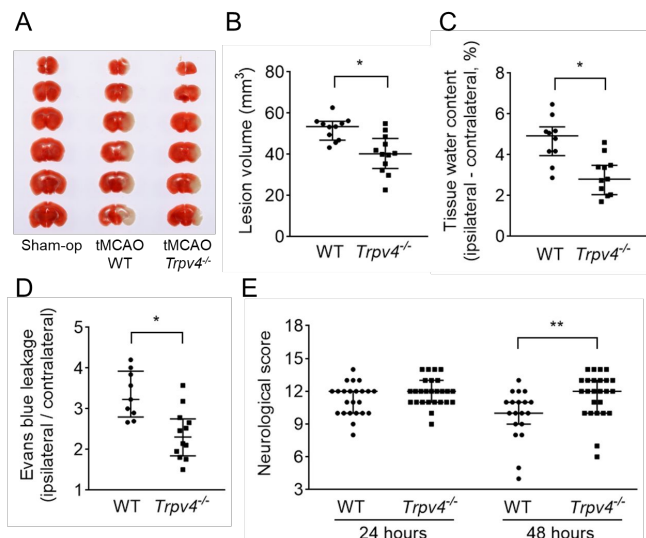 A
Sham-op
tMCAO
WT
tMCAO
Trpv4-/-
B
Lesion volume (mm3)
80
60
40
20
0
*
WT
Trpv4-/-
C
Tissue water content
(ipsilateral - contralateral, %)
8
6
4
2
0
*
WT
Trpv4-/-
D
Evans blue leakage
(ipsilateral / contralateral)
5
4
3
2
1
*
WT
Trpv4-/-
E
Neurological score
18
15
12
9
6
3
**
WT
Trpv4-/-
WT
Trpv4-/-
24 hours
48 hours